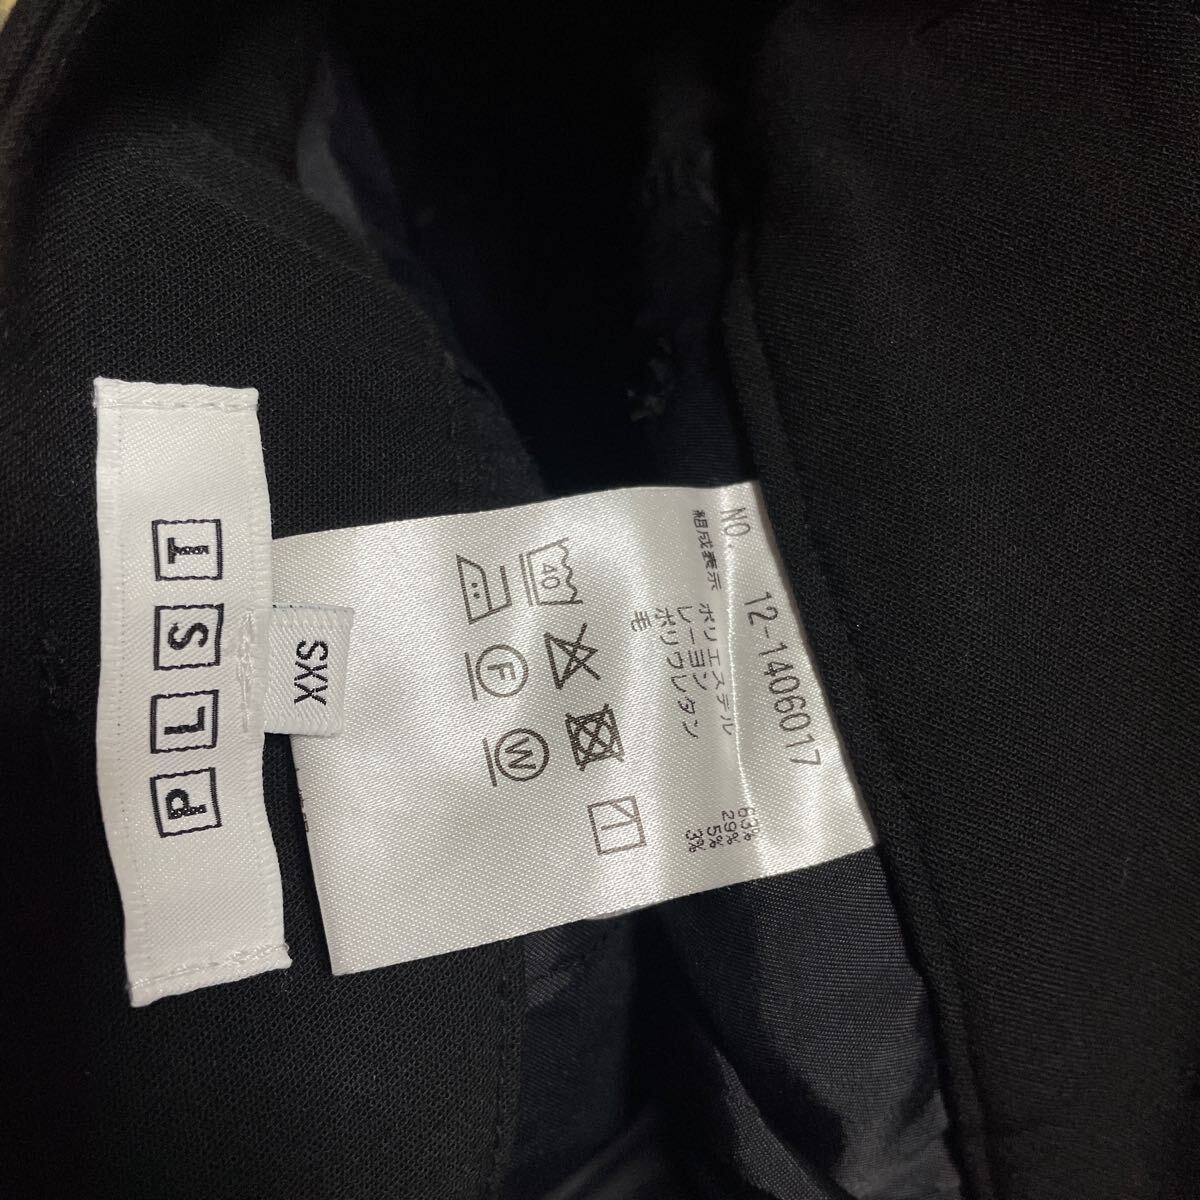 PLST
XXS
NO. 12-1406017
組成表示 ポリエステル 63%
レーヨン 29%
ポリウレタン 5%
毛 3%
40
F W